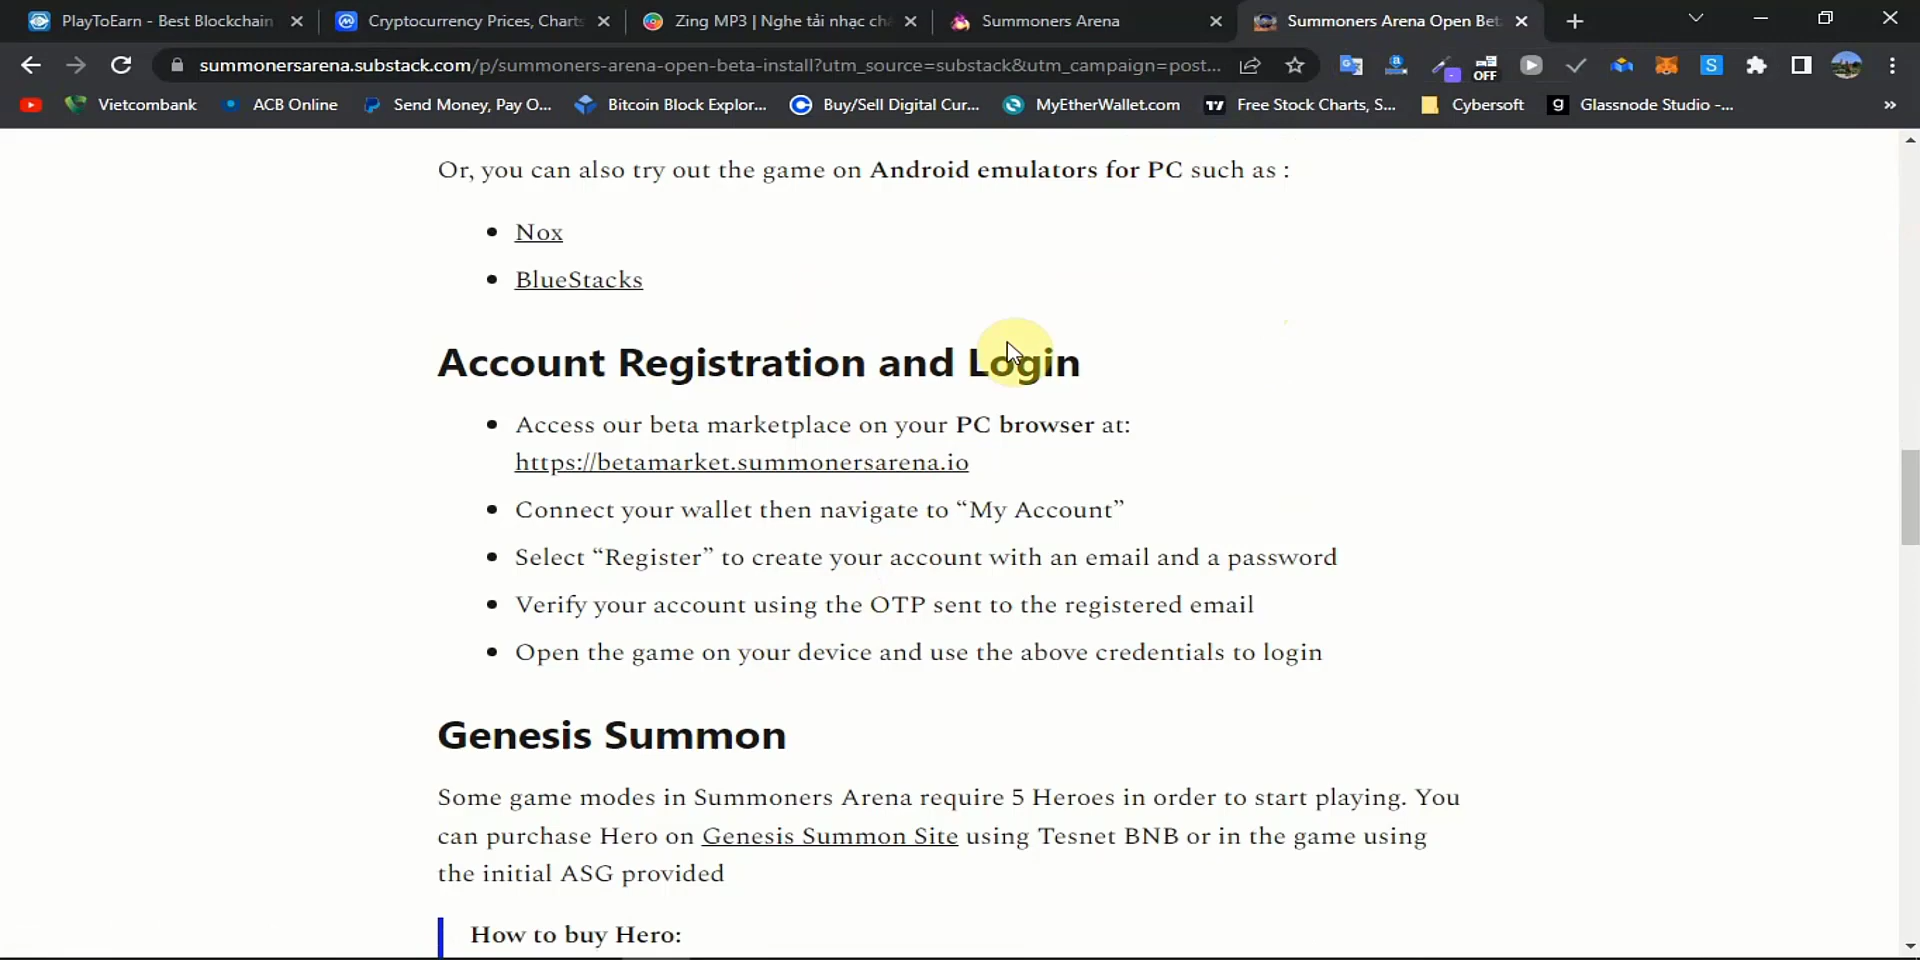 PlayToEarn - Best Blockchain
Cryptocurrency Prices, Charts
Zing MP3 | Nghe tải nhạc chấ
Summoners Arena
Summoners Arena Open Bet
summonersarena.substack.com/p/summoners-arena-open-beta-install?utm_source=substack&utm_campaign=post...
OFF
Vietcombank
ACB Online
Send Money, Pay O...
Bitcoin Block Explor...
Buy/Sell Digital Cur...
MyEtherWallet.com
Free Stock Charts, S...
Cybersoft
Glassnode Studio -...
Or, you can also try out the game on Android emulators for PC such as :
• Nox
• BlueStacks
Account Registration and Login
• Access our beta marketplace on your PC browser at:
https://betamarket.summonersarena.io
• Connect your wallet then navigate to “My Account”
• Select “Register” to create your account with an email and a password
• Verify your account using the OTP sent to the registered email
• Open the game on your device and use the above credentials to login
Genesis Summon
Some game modes in Summoners Arena require 5 Heroes in order to start playing. You
can purchase Hero on Genesis Summon Site using Tesnet BNB or in the game using
the initial ASG provided
How to buy Hero: